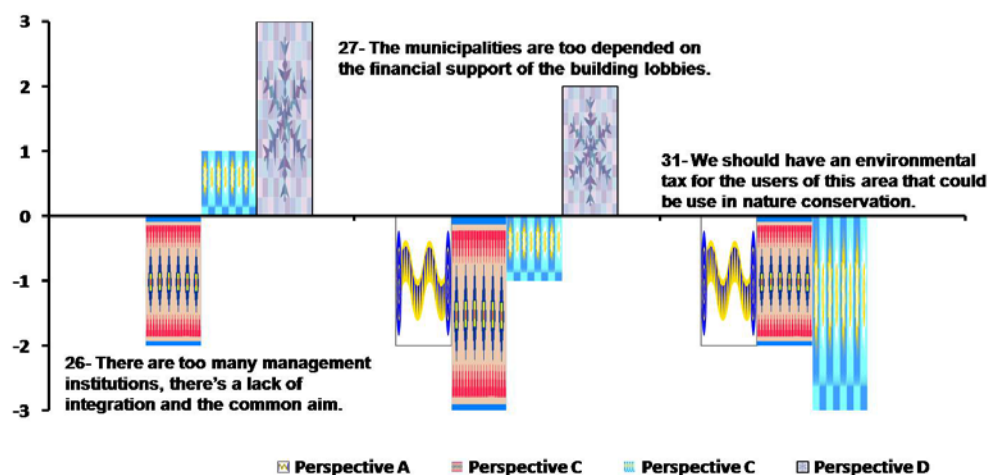 3
27- The municipalities are too depended on
the financial support of the building lobbies.
2
1
31- We should have an environmental
tax for the users of this area that could
be use in nature conservation.
0
-1
-2
26- There are too many management
institutions, there's a lack of
integration and the common aim.
-3
Perspective A Perspective C Perspective C Perspective D